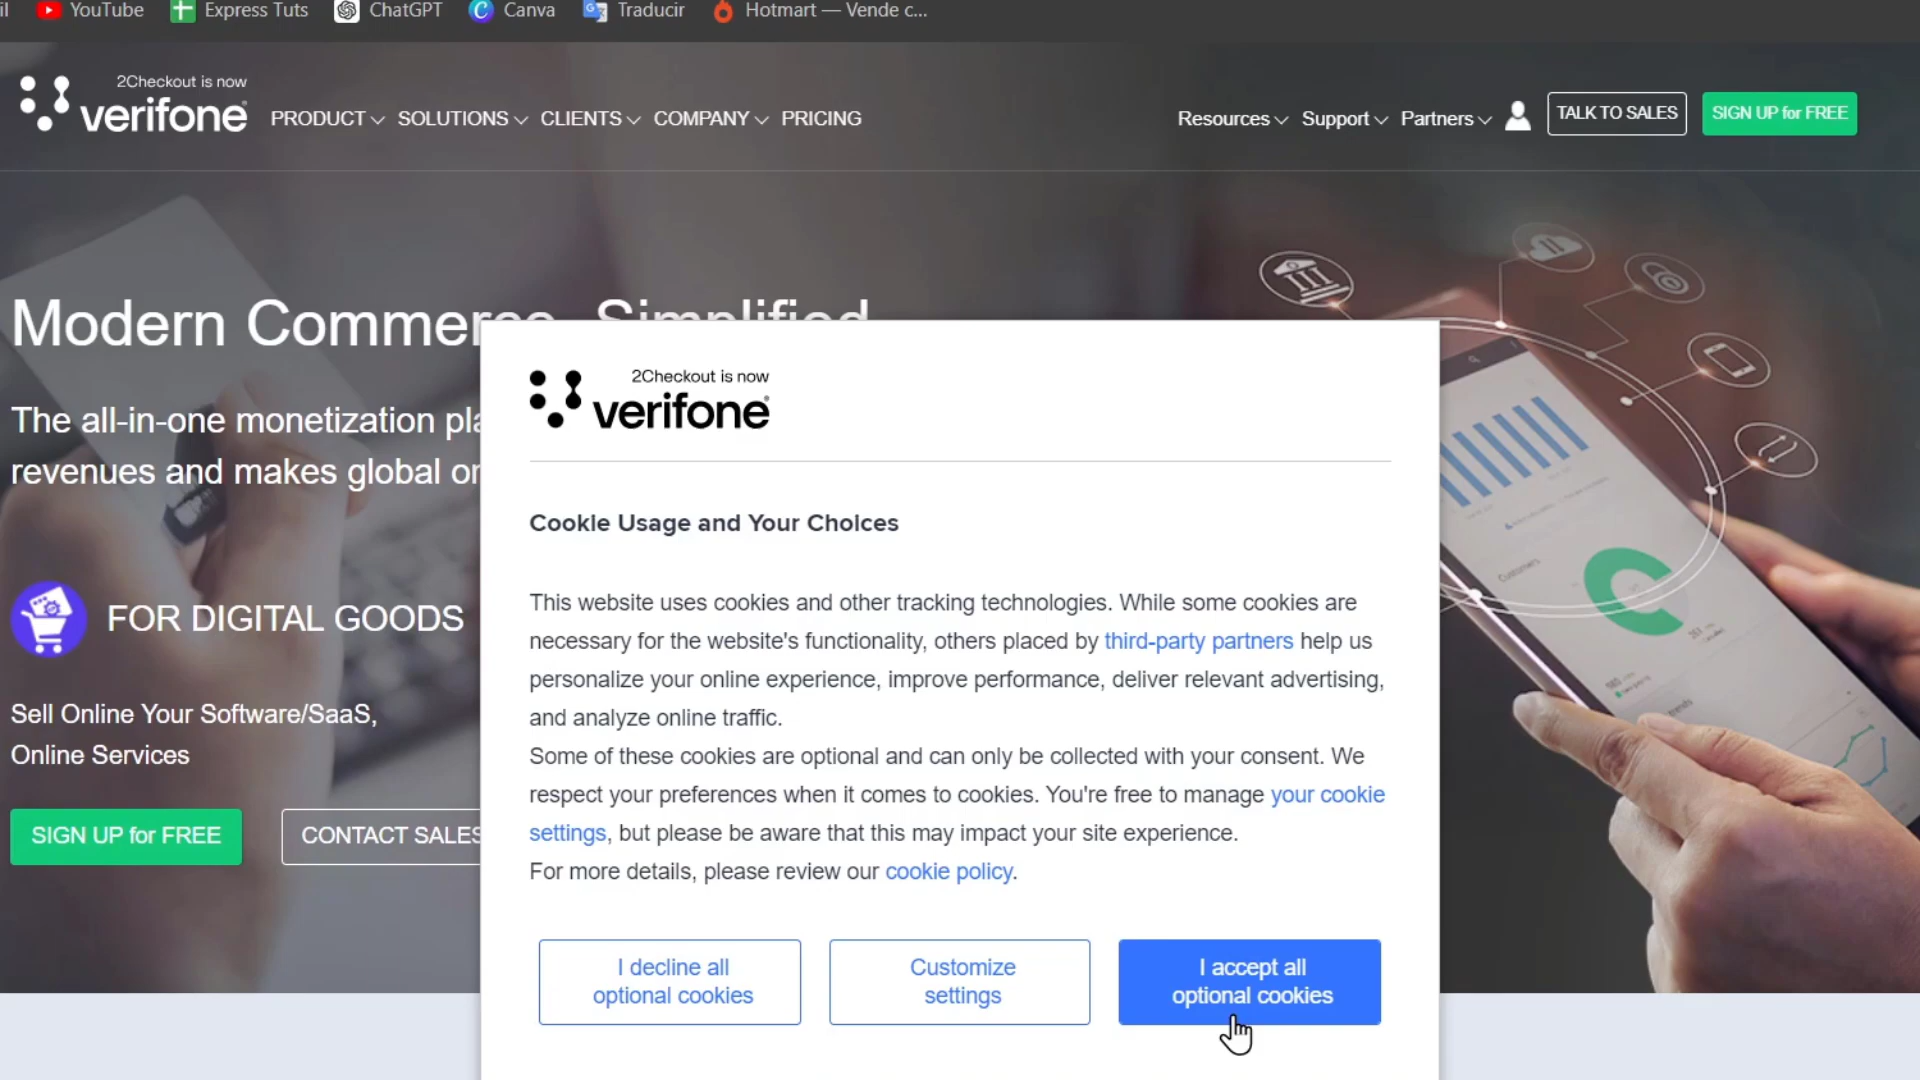 il YouTube Express Tuts ChatGPT Canva Traducir Hotmart — Vende c...
2Checkout is now
verifone
PRODUCT SOLUTIONS CLIENTS COMPANY PRICING
Resources Support Partners TALK TO SALES SIGN UP for FREE
Modern Commerce, Simplified
The all-in-one monetization
revenues and makes global
FOR DIGITAL GOODS
Sell Online Your Software/SaaS,
Online Services
SIGN UP for FREE
CONTACT SALES
2Checkout is now
verifone
Cookie Usage and Your Choices
This website uses cookies and other tracking technologies. While some cookies are
necessary for the website's functionality, others placed by third-party partners help us
personalize your online experience, improve performance, deliver relevant advertising,
and analyze online traffic.
Some of these cookies are optional and can only be collected with your consent. We
respect your preferences when it comes to cookies. You're free to manage your cookie
settings, but please be aware that this may impact your site experience.
For more details, please review our cookie policy.
I decline all
optional cookies
Customize
settings
I accept all
optional cookies
Customers